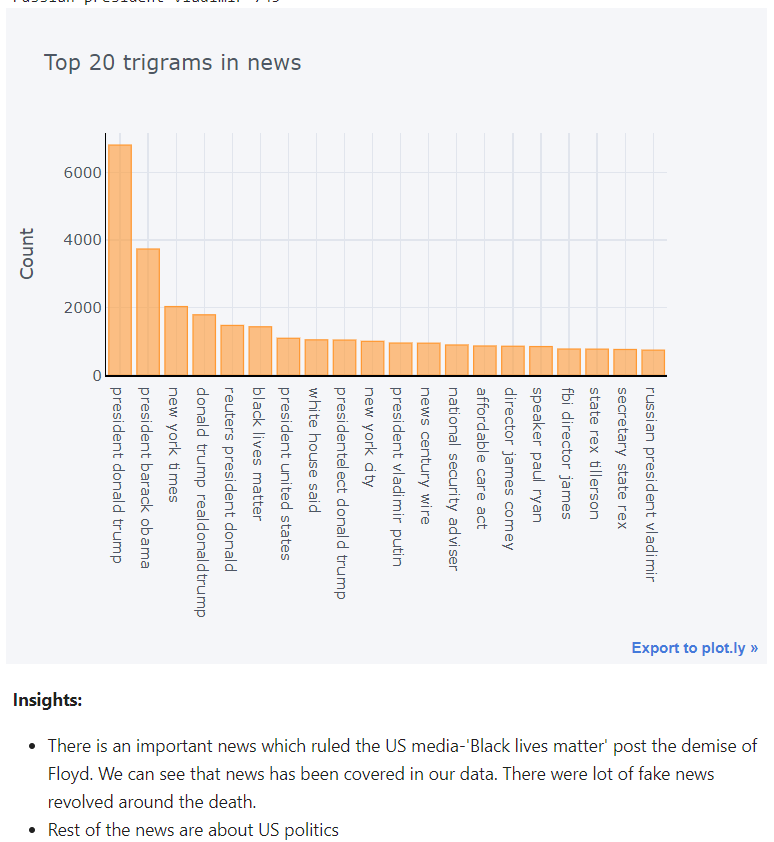 russian president vladimir 745
Top 20 trigrams in news
Count
6000
4000
2000
0
president donald trump
president barack obama
new york times
donald trump realdonaldtrump
reuters president donald
black lives matter
president united states
white house said
presidentelect donald trump
new york city
president vladimir putin
news century wire
national security adviser
affordable care act
director james comey
speaker paul ryan
fbi director james
state rex tillerson
secretary state rex
russian president vladimir
Export to plot.ly »
Insights:
• There is an important news which ruled the US media-'Black lives matter' post the demise of
Floyd. We can see that news has been covered in our data. There were lot of fake news
revolved around the death.
• Rest of the news are about US politics